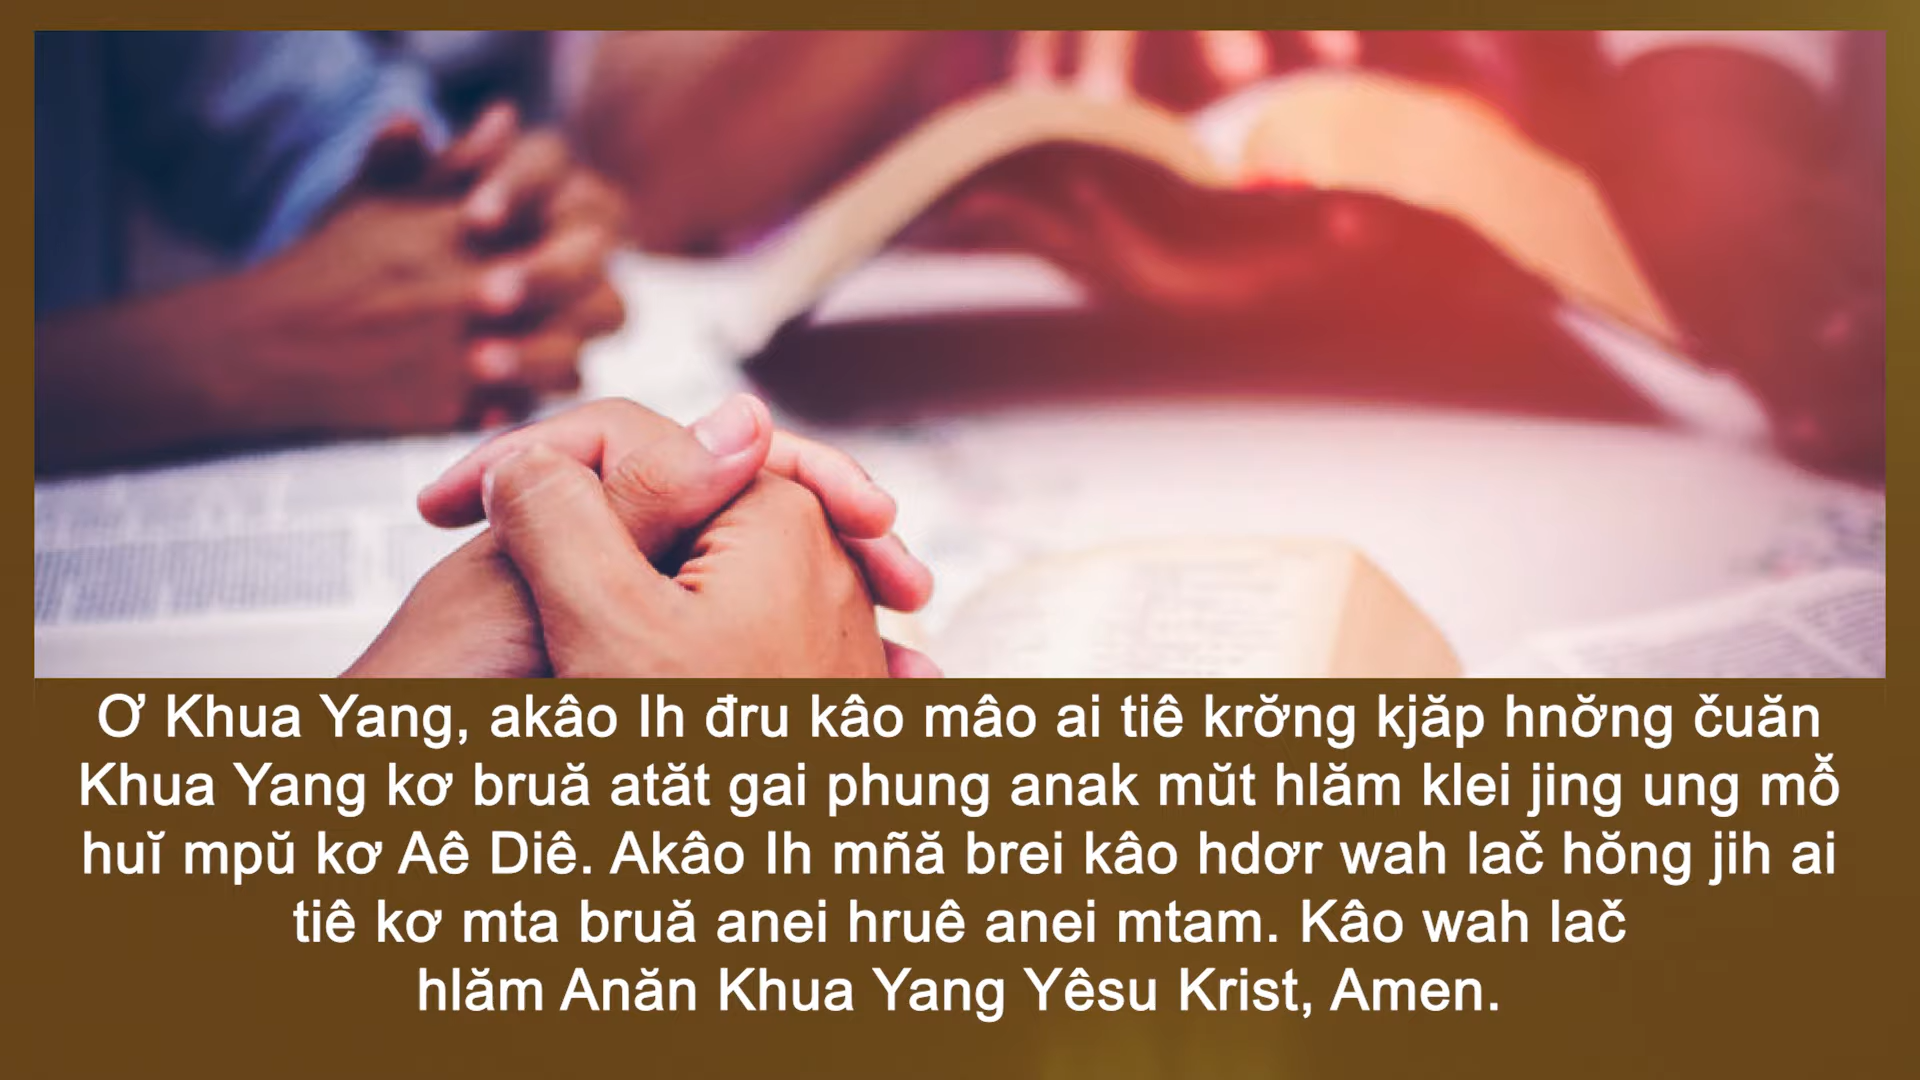 Ơ Khua Yang, akâo Ih đru kâo mâo ai tiê krơ̆ng kjăp hnơ̆ng čuăn
Khua Yang kơ bruă atăt gai phung anak mŭt hlăm klei jing ung mô̆
huĭ mpŭ kơ Aê Diê. Akâo Ih mñă brei kâo hdơr wah lač hŏng jih ai
tiê kơ mta bruă anei hruê anei mtam. Kâo wah lač
hlăm Anăn Khua Yang Yêsu Krist, Amen.